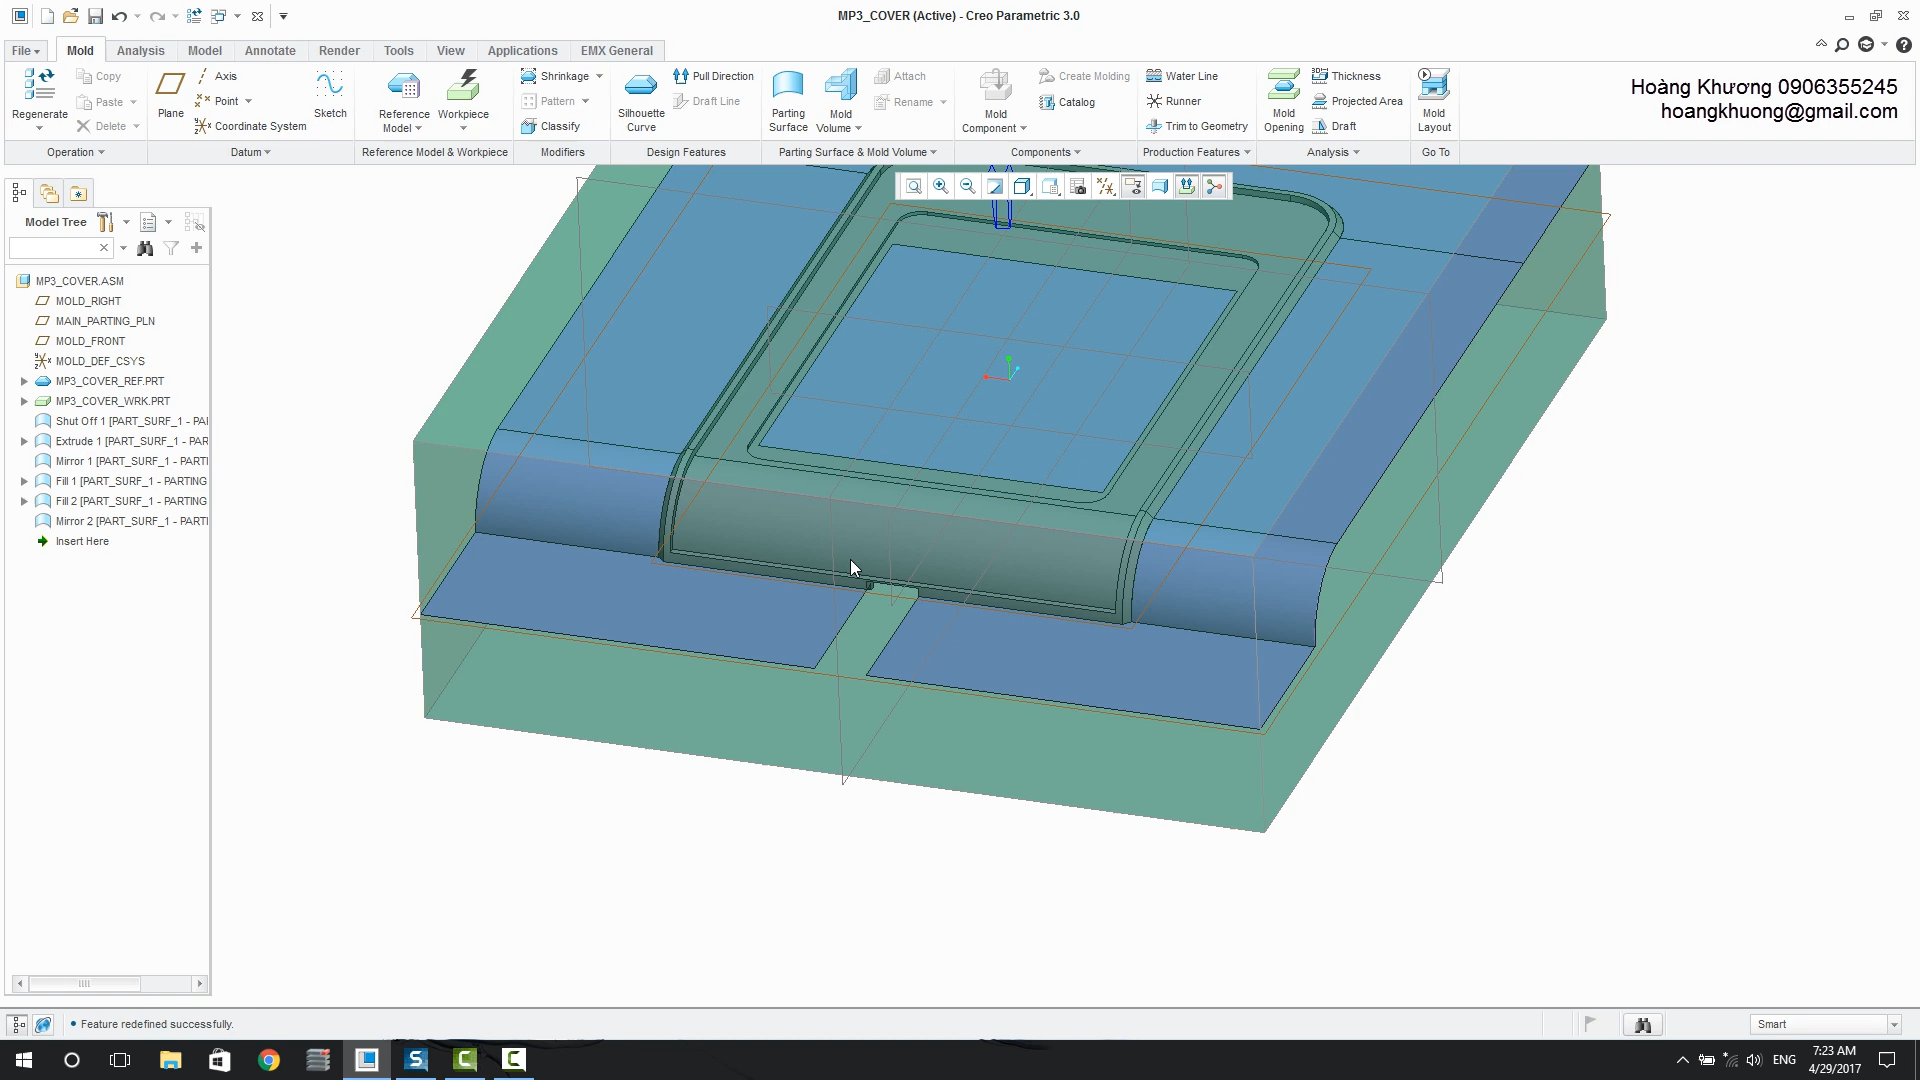 MP3_COVER (Active) - Creo Parametric 3.0
File
Mold
Analysis
Model
Annotate
Render
Tools
View
Applications
EMX General
Regenerate
Copy
Paste
Delete
Plane
Axis
Point
Coordinate System
Sketch
Reference Model
Workpiece
Shrinkage
Pattern
Classify
Silhouette Curve
Pull Direction
Draft Line
Parting Surface
Mold Volume
Attach
Rename
Mold Component
Create Molding
Catalog
Water Line
Runner
Trim to Geometry
Mold Opening
Thickness
Projected Area
Draft
Mold Layout
Hoàng Khương 0906355245
hoangkhuong@gmail.com
Operation
Datum
Reference Model & Workpiece
Modifiers
Design Features
Parting Surface & Mold Volume
Components
Production Features
Analysis
Go To
Model Tree
MP3_COVER.ASM
MOLD_RIGHT
MAIN_PARTING_PLN
MOLD_FRONT
MOLD_DEF_CSYS
MP3_COVER_REF.PRT
MP3_COVER_WRK.PRT
Shut Off 1 [PART_SURF_1 - PAI
Extrude 1 [PART_SURF_1 - PAR
Mirror 1 [PART_SURF_1 - PARTI
Fill 1 [PART_SURF_1 - PARTING
Fill 2 [PART_SURF_1 - PARTING
Mirror 2 [PART_SURF_1 - PARTI
Insert Here
Feature redefined successfully.
Smart
ENG
7:23 AM
4/29/2017